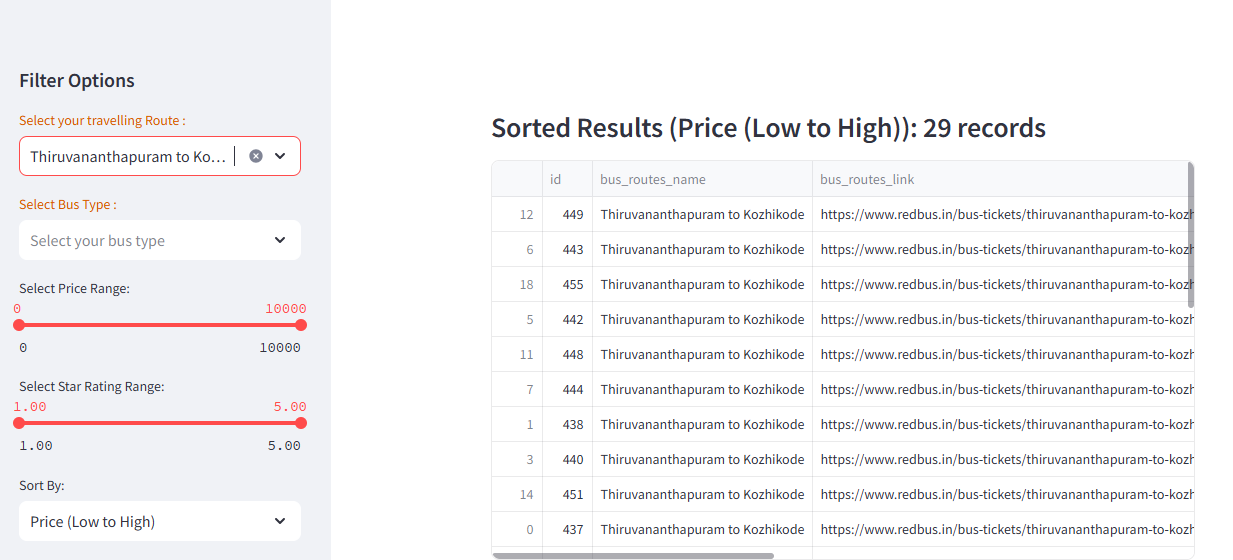 Filter Options
Select your travelling Route :
Thiruvananthapuram to Ko...
Select Bus Type :
Select your bus type
Select Price Range:
0 10000
0 10000
Select Star Rating Range:
1.00 5.00
1.00 5.00
Sort By:
Price (Low to High)
Sorted Results (Price (Low to High)): 29 records
id bus_routes_name bus_routes_link
12 449 Thiruvananthapuram to Kozhikode https://www.redbus.in/bus-tickets/thiruvananthapuram-to-kozh
6 443 Thiruvananthapuram to Kozhikode https://www.redbus.in/bus-tickets/thiruvananthapuram-to-kozh
18 455 Thiruvananthapuram to Kozhikode https://www.redbus.in/bus-tickets/thiruvananthapuram-to-kozh
5 442 Thiruvananthapuram to Kozhikode https://www.redbus.in/bus-tickets/thiruvananthapuram-to-kozh
11 448 Thiruvananthapuram to Kozhikode https://www.redbus.in/bus-tickets/thiruvananthapuram-to-kozh
7 444 Thiruvananthapuram to Kozhikode https://www.redbus.in/bus-tickets/thiruvananthapuram-to-kozh
1 438 Thiruvananthapuram to Kozhikode https://www.redbus.in/bus-tickets/thiruvananthapuram-to-kozh
3 440 Thiruvananthapuram to Kozhikode https://www.redbus.in/bus-tickets/thiruvananthapuram-to-kozh
14 451 Thiruvananthapuram to Kozhikode https://www.redbus.in/bus-tickets/thiruvananthapuram-to-kozh
0 437 Thiruvananthapuram to Kozhikode https://www.redbus.in/bus-tickets/thiruvananthapuram-to-kozh